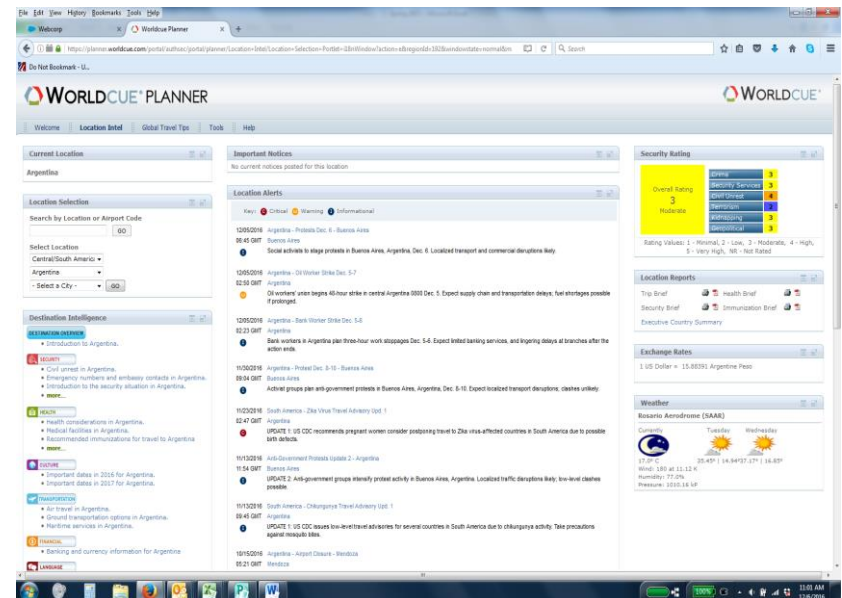 File Edit View History Bookmarks Tools Help
Webcorp
Worldcue Planner
Search
Do Not Bookmark - U...
WORLDCUE® PLANNER
WORLDCUE®
Welcome
Location Intel
Global Travel Tips
Tools
Help
Current Location
Argentina
Location Selection
Search by Location or Airport Code
GO
Select Location
Central/South Americ
Argentina
- Select a City -
GO
Destination Intelligence
DESTINATION OVERVIEW
Introduction to Argentina.
SECURITY
Civil unrest in Argentina.
Emergency numbers and embassy contacts in Argentina.
Introduction to the security situation in Argentina.
more...
HEALTH
Health considerations in Argentina.
Medical facilities in Argentina.
Recommended immunizations for travel to Argentina
more...
CULTURE
Important dates in 2016 for Argentina.
Important dates in 2017 for Argentina.
TRANSPORTATION
Air travel in Argentina.
Ground transportation options in Argentina.
Maritime services in Argentina.
FINANCIAL
Banking and currency information for Argentina
LANGUAGE
Important Notices
No current notices posted for this location
Location Alerts
Key: Critical Warning Informational
12/05/2016 Argentina - Protests Dec. 6 - Buenos Aires
Buenos Aires
Social activists to stage protests in Buenos Aires, Argentina, Dec. 6. Localized transport and commercial disruptions likely.
12/05/2016 Argentina - Oil Worker Strike Dec. 5-7
02:50 GMT Argentina
Oil workers' union begins 48-hour strike in central Argentina 0800 Dec. 5. Expect supply chain and transportation delays; fuel shortages possible
if prolonged.
12/05/2016 Argentina - Bank Worker Strike Dec. 5-6
02:23 GMT Argentina
Bank workers in Argentina plan three-hour work stoppages Dec. 5-6. Expect limited banking services, and lingering delays at branches after the
action ends.
11/30/2016 Argentina - Protest Dec. 8-10 - Buenos Aires
09:04 GMT Buenos Aires
Activist groups plan anti-government protests in Buenos Aires, Argentina, Dec. 8-10. Expect localized transport disruptions; clashes unlikely.
11/23/2016 South America - Zika Virus Travel Advisory Upd. 1
02:47 GMT Argentina
UPDATE 1: US CDC recommends pregnant women consider postponing travel to Zika virus-affected countries in South America due to possible
birth defects.
11/13/2016 Anti-Government Protests Update 2 - Argentina
11:54 GMT Buenos Aires
UPDATE 2: Anti-government groups intensify protest activity in Buenos Aires, Argentina. Localized traffic disruptions likely; low-level clashes
possible.
11/13/2016 South America - Chikungunya Travel Advisory Upd. 1
09:45 GMT Argentina
UPDATE 1: US CDC issues low-level travel advisories for several countries in South America due to chikungunya activity. Take precautions
against mosquito bites.
10/15/2016 Argentina - Airport Closure - Mendoza
05:21 GMT Mendoza
Security Rating
Overall Rating
3
Moderate
Crime 3
Security Services 3
Civil Unrest 4
Terrorism 2
Kidnapping 3
Geopolitical 3
Rating Values: 1 - Minimal, 2 - Low, 3 - Moderate, 4 - High,
5 - Very High, NR - Not Rated
Location Reports
Trip Brief
Health Brief
Security Brief
Immunization Brief
Executive Country Summary
Exchange Rates
1 US Dollar = 15.88391 Argentine Peso
Weather
Rosario Aerodrome (SAAR)
Currently Tuesday Wednesday
17.0° C
Wind: 180 at 11.12 K
Humidity: 77.0%
Pressure: 1010.16 kP
100%
11:01 AM
12/6/2016